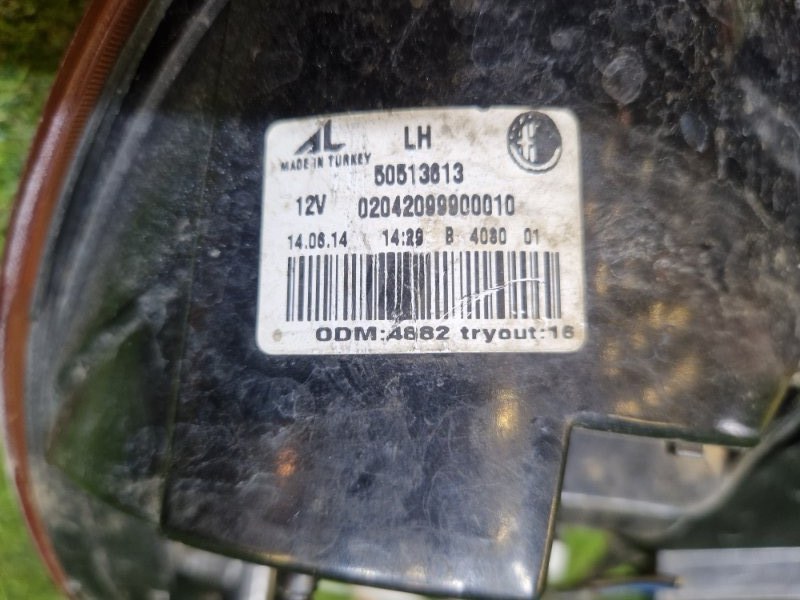 AL LH
MADE IN TURKEY
50513813
12V 02042099900010
14.06.14 14:29 B 4080 01
ODM:4682 tryout:16